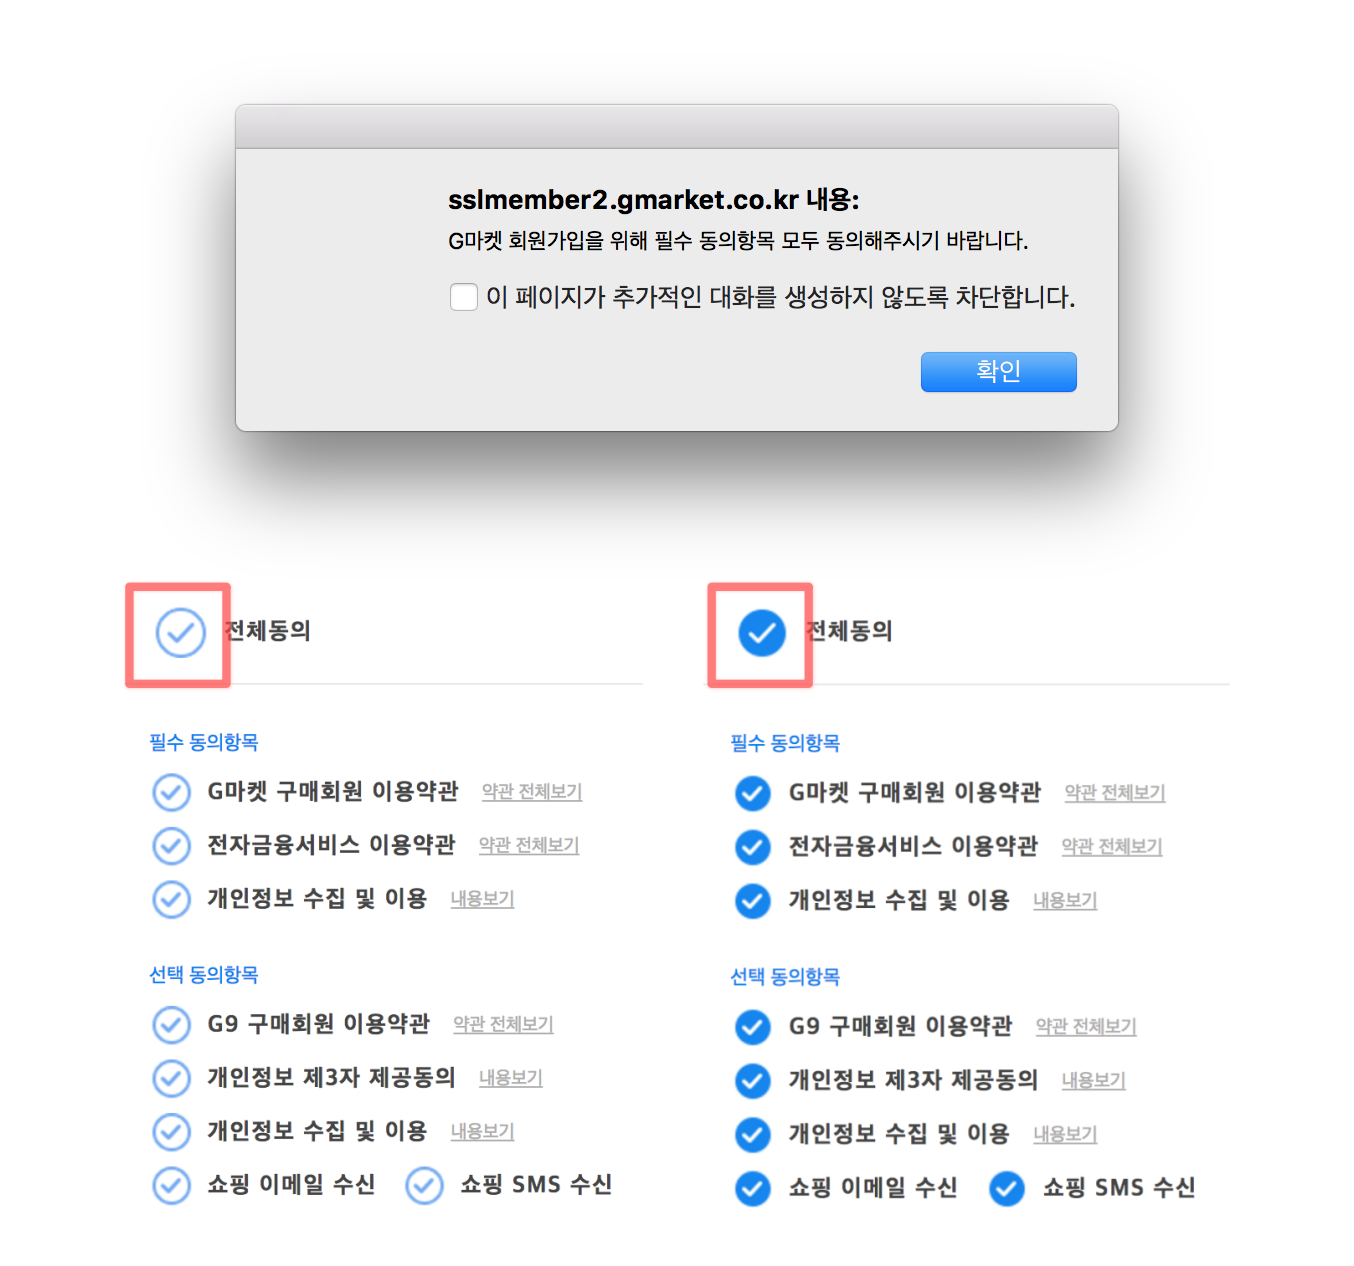 sslmember2.gmarket.co.kr 내용:
G마켓 회원가입을 위해 필수 동의항목 모두 동의해주시기 바랍니다.
이 페이지가 추가적인 대화를 생성하지 않도록 차단합니다.
확인
전체동의
필수 동의항목
G마켓 구매회원 이용약관 약관 전체보기
전자금융서비스 이용약관 약관 전체보기
개인정보 수집 및 이용 내용보기
선택 동의항목
G9 구매회원 이용약관 약관 전체보기
개인정보 제3자 제공동의 내용보기
개인정보 수집 및 이용 내용보기
쇼핑 이메일 수신 쇼핑 SMS 수신
전체동의
필수 동의항목
G마켓 구매회원 이용약관 약관 전체보기
전자금융서비스 이용약관 약관 전체보기
개인정보 수집 및 이용 내용보기
선택 동의항목
G9 구매회원 이용약관 약관 전체보기
개인정보 제3자 제공동의 내용보기
개인정보 수집 및 이용 내용보기
쇼핑 이메일 수신 쇼핑 SMS 수신